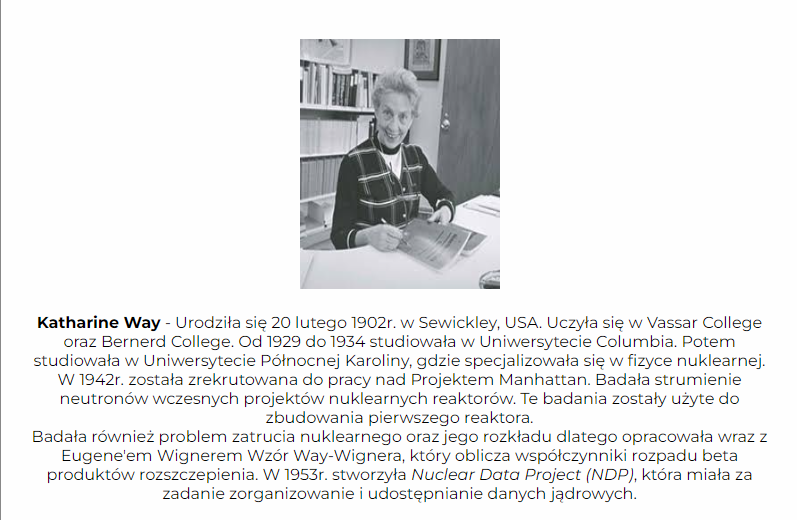 Katharine Way - Urodziła się 20 lutego 1902r. w Sewickley, USA. Uczyła się w Vassar College
oraz Bernerd College. Od 1929 do 1934 studiowała w Uniwersytecie Columbia. Potem
studiowała w Uniwersytecie Północnej Karoliny, gdzie specjalizowała się w fizyce nuklearnej.
W 1942r. została zrekrutowana do pracy nad Projektem Manhattan. Badała strumienie
neutronów wczesnych projektów nuklearnych reaktorów. Te badania zostały użyte do
zbudowania pierwszego reaktora.
Badała również problem zatrucia nuklearnego oraz jego rozkładu dlatego opracowała wraz z
Eugene'em Wignerem Wzór Way-Wignera, który oblicza współczynniki rozpadu beta
produktów rozszczepienia. W 1953r. stworzyła Nuclear Data Project (NDP), która miała za
zadanie zorganizowanie i udostępnianie danych jądrowych.